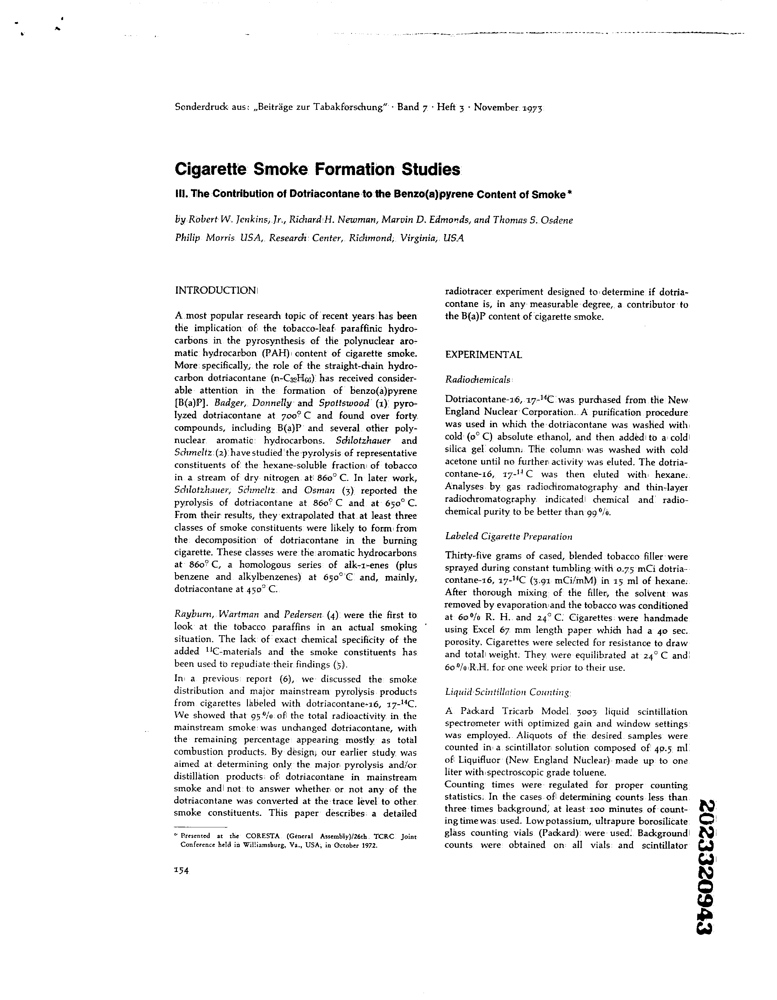 Sonderdruck aus: „Beiträge zur Tabakforschung" · Band 7 · Heft 3 · November 1973
Cigarette Smoke Formation Studies
III. The Contribution of Dotriacontane to the Benzo(a)pyrene Content of Smoke*
by Robert W. Jenkins, Jr., Richard H. Newman, Marvin D. Edmonds, and Thomas S. Osdene
Philip Morris USA, Research Center, Richmond, Virginia, USA
INTRODUCTION
A most popular research topic of recent years has been
the implication of the tobacco-leaf paraffinic hydro-
carbons in the pyrosynthesis of the polynuclear aro-
matic hydrocarbon (PAH) content of cigarette smoke.
More specifically, the role of the straight-chain hydro-
carbon dotriacontane (n-C₃₂H₆₆) has received consider-
able attention in the formation of benzo(a)pyrene
[B(a)P]. Badger, Donnelly and Spottswood (1) pyro-
lyzed dotriacontane at 700° C and found over forty
compounds, including B(a)P and several other poly-
nuclear aromatic hydrocarbons. Schlotzhauer and
Schmeltz (2) have studied the pyrolysis of representative
constituents of the hexane-soluble fraction of tobacco
in a stream of dry nitrogen at 860° C. In later work,
Schlotzhauer, Schmeltz and Osman (3) reported the
pyrolysis of dotriacontane at 860° C and at 650° C.
From their results, they extrapolated that at least three
classes of smoke constituents were likely to form from
the decomposition of dotriacontane in the burning
cigarette. These classes were the aromatic hydrocarbons
at 860° C, a homologous series of alk-1-enes (plus
benzene and alkylbenzenes) at 650° C and, mainly,
dotriacontane at 450° C.
Rayburn, Wartman and Pedersen (4) were the first to
look at the tobacco paraffins in an actual smoking
situation. The lack of exact chemical specificity of the
added ¹⁴C-materials and the smoke constituents has
been used to repudiate their findings (5).
In a previous report (6), we discussed the smoke
distribution and major mainstream pyrolysis products
from cigarettes labeled with dotriacontane-16, 17-¹⁴C.
We showed that 95 % of the total radioactivity in the
mainstream smoke was unchanged dotriacontane, with
the remaining percentage appearing mostly as total
combustion products. By design, our earlier study was
aimed at determining only the major pyrolysis and/or
distillation products of dotriacontane in mainstream
smoke and not to answer whether or not any of the
dotriacontane was converted at the trace level to other
smoke constituents. This paper describes a detailed
* Presented at the CORESTA (General Assembly)/26th TCRC Joint
Conference held in Williamsburg, Va., USA, in October 1972.
154
radiotracer experiment designed to determine if dotria-
contane is, in any measurable degree, a contributor to
the B(a)P content of cigarette smoke.
EXPERIMENTAL
Radiochemicals
Dotriacontane-16, 17-¹⁴C was purchased from the New
England Nuclear Corporation. A purification procedure
was used in which the dotriacontane was washed with
cold (0° C) absolute ethanol, and then added to a cold
silica gel column. The column was washed with cold
acetone until no further activity was eluted. The dotria-
contane-16, 17-¹⁴C was then eluted with hexane.
Analyses by gas radiochromatography and thin-layer
radiochromatography indicated chemical and radio-
chemical purity to be better than 99 %.
Labeled Cigarette Preparation
Thirty-five grams of cased, blended tobacco filler were
sprayed during constant tumbling with 0.75 mCi dotria-
contane-16, 17-¹⁴C (3.91 mCi/mM) in 15 ml of hexane.
After thorough mixing of the filler, the solvent was
removed by evaporation and the tobacco was conditioned
at 60 % R. H. and 24° C. Cigarettes were handmade
using Excel 67 mm length paper which had a 40 sec.
porosity. Cigarettes were selected for resistance to draw
and total weight. They were equilibrated at 24° C and
60 % R.H. for one week prior to their use.
Liquid Scintillation Counting
A Packard Tricarb Model 3003 liquid scintillation
spectrometer with optimized gain and window settings
was employed. Aliquots of the desired samples were
counted in a scintillator solution composed of 40.5 ml
of Liquifluor (New England Nuclear) made up to one
liter with spectroscopic grade toluene.
Counting times were regulated for proper counting
statistics. In the cases of determining counts less than
three times background, at least 100 minutes of count-
ing time was used. Low potassium, ultrapure borosilicate
glass counting vials (Packard) were used. Background
counts were obtained on all vials and scintillator
2023320943